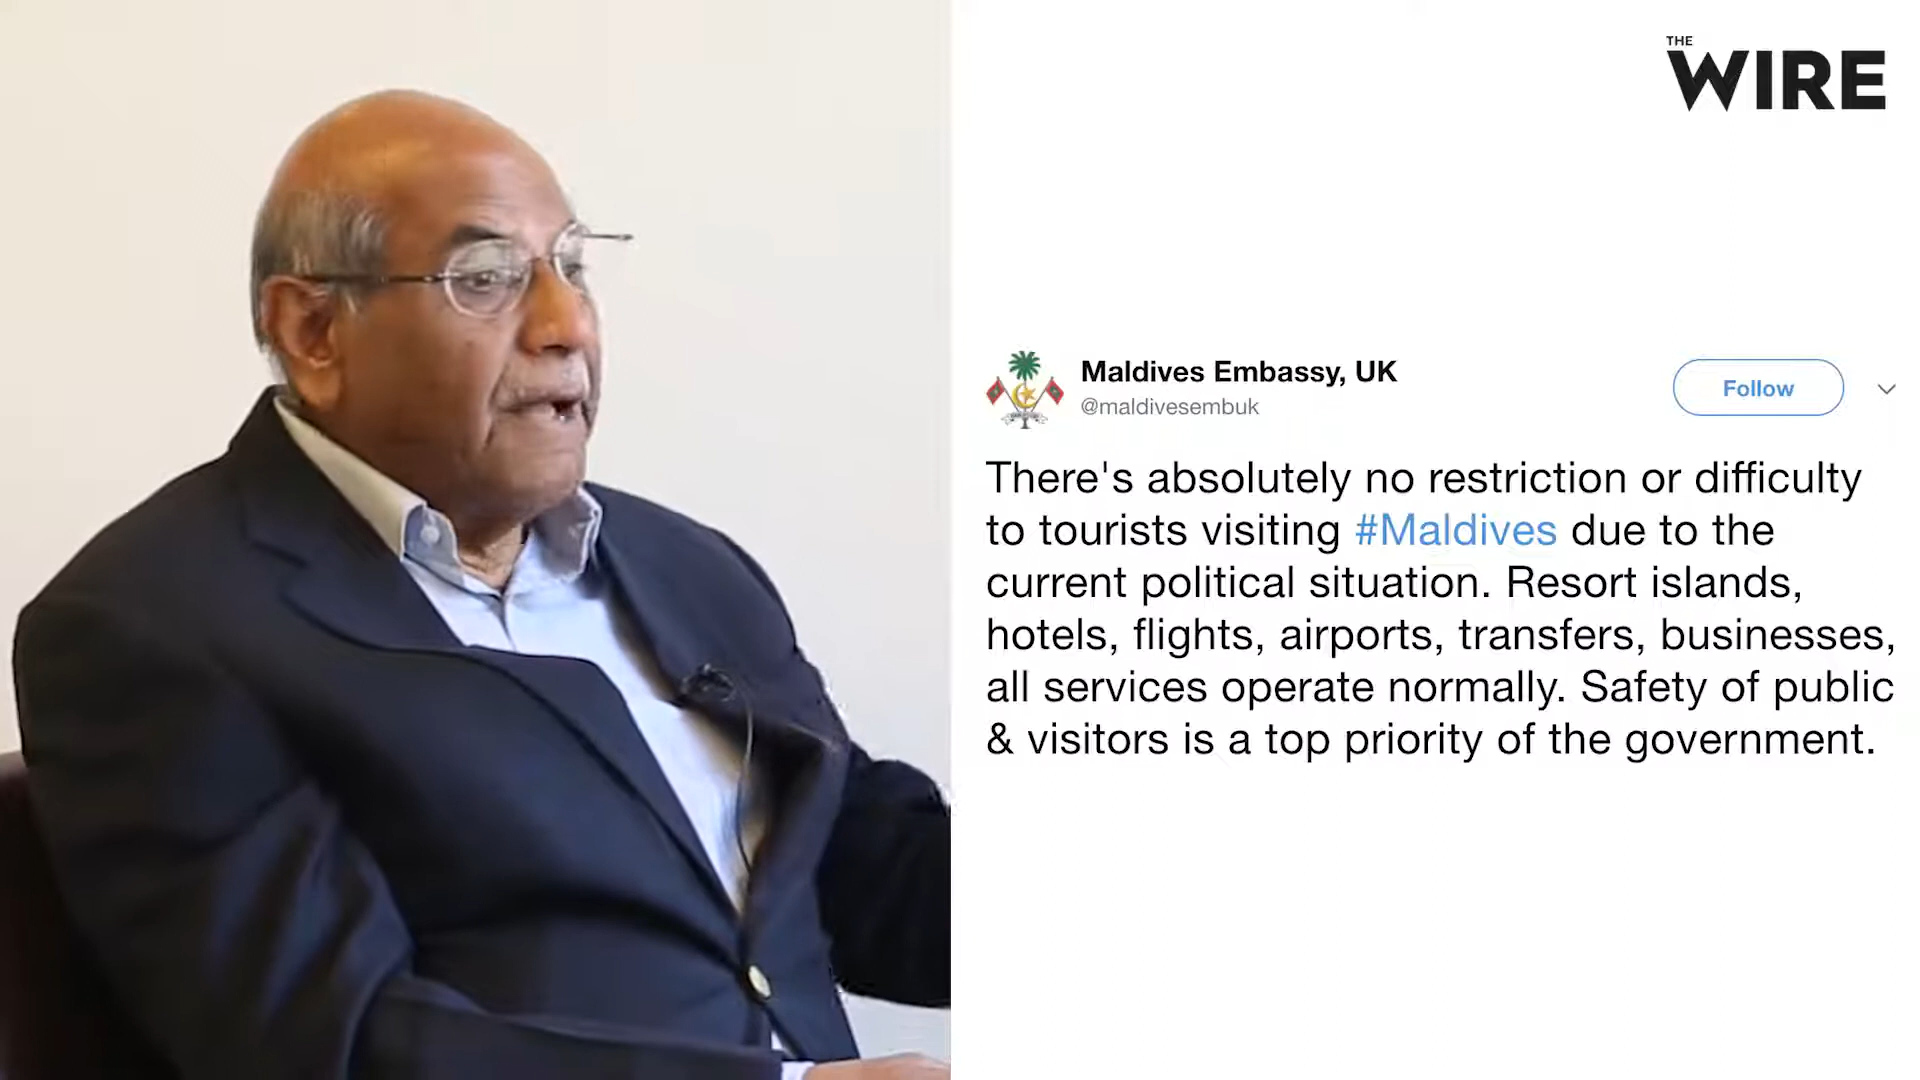 THE
WIRE
Maldives Embassy, UK
@maldivesembuk
Follow
There's absolutely no restriction or difficulty
to tourists visiting #Maldives due to the
current political situation. Resort islands,
hotels, flights, airports, transfers, businesses,
all services operate normally. Safety of public
& visitors is a top priority of the government.